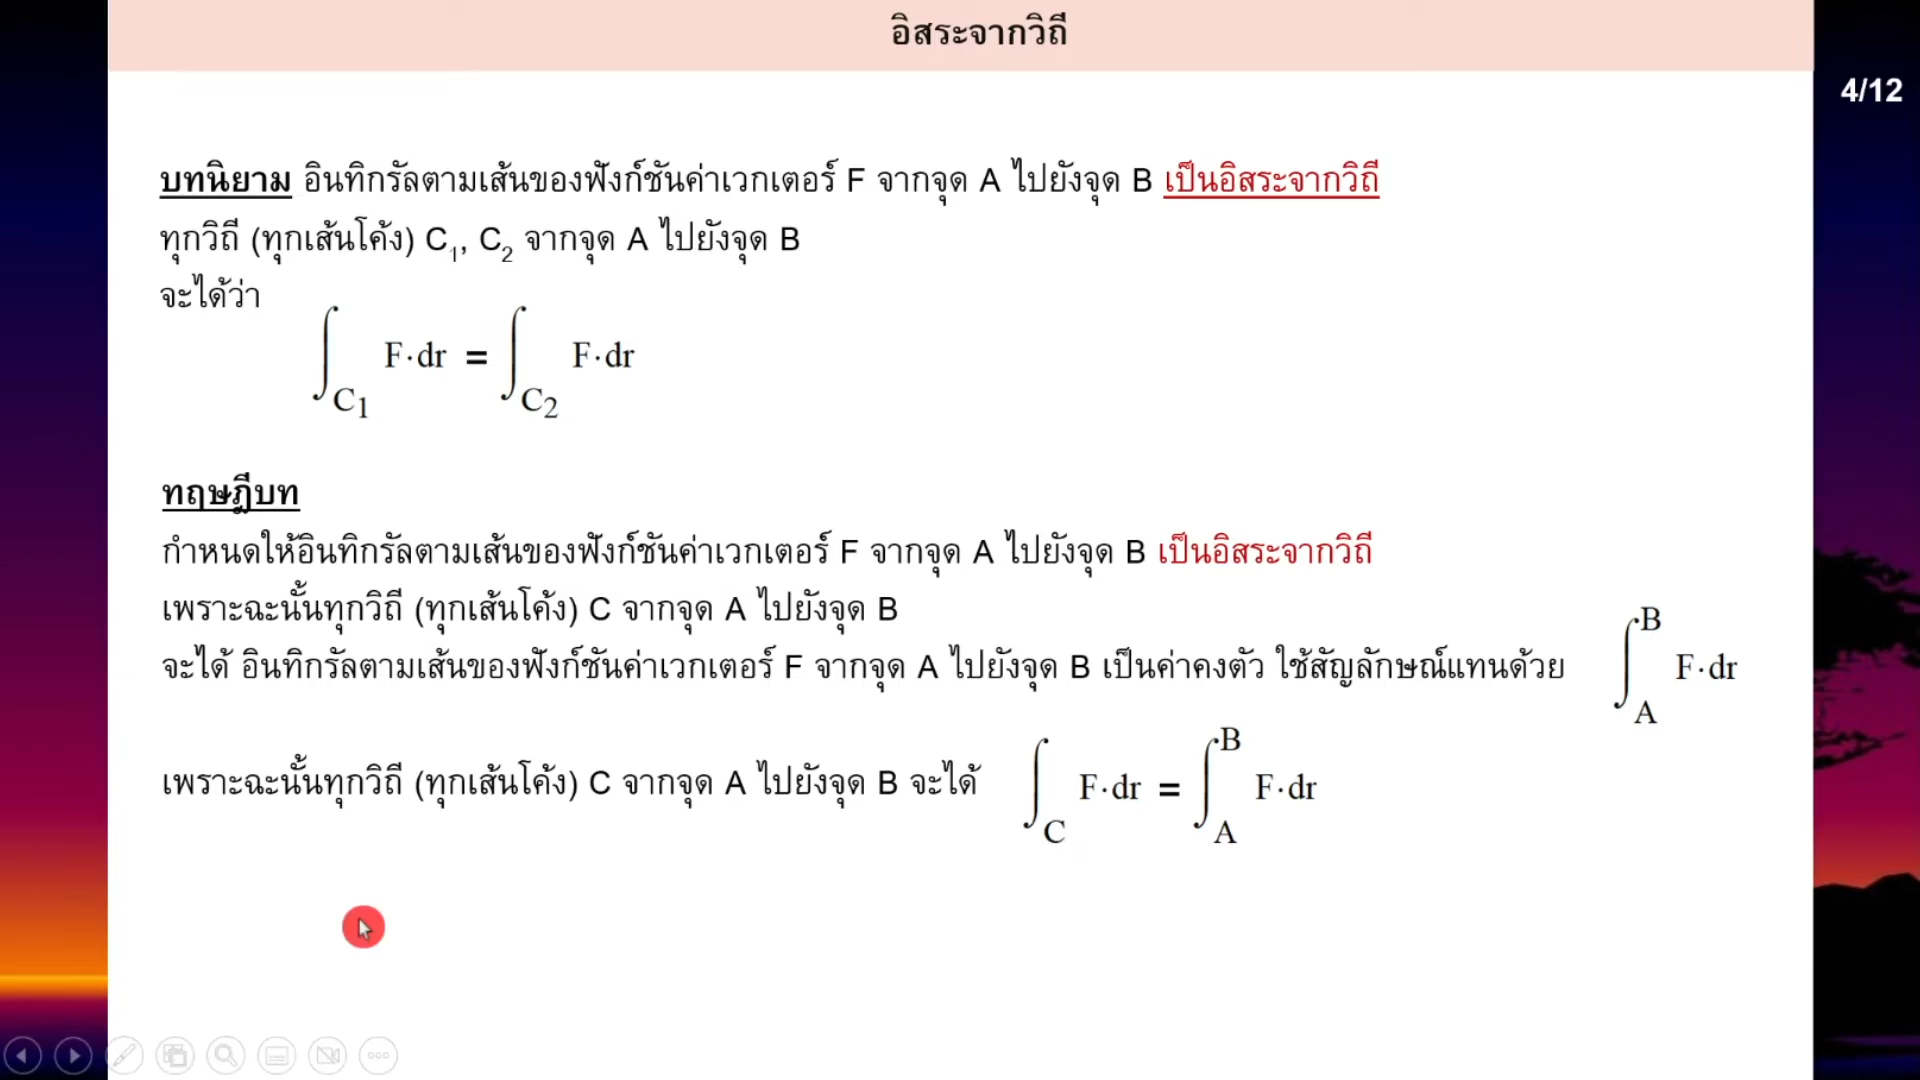 อิสระจากวิถี
4/12
บทนิยาม อินทิกรัลตามเส้นของฟังก์ชันค่าเวกเตอร์ F จากจุด A ไปยังจุด B เป็นอิสระจากวิถี
ทุกวิถี (ทุกเส้นโค้ง) C₁, C₂ จากจุด A ไปยังจุด B
จะได้ว่า
∫_C₁ F·dr = ∫_C₂ F·dr
ทฤษฎีบท
กำหนดให้อินทิกรัลตามเส้นของฟังก์ชันค่าเวกเตอร์ F จากจุด A ไปยังจุด B เป็นอิสระจากวิถี
เพราะฉะนั้นทุกวิถี (ทุกเส้นโค้ง) C จากจุด A ไปยังจุด B
จะได้ อินทิกรัลตามเส้นของฟังก์ชันค่าเวกเตอร์ F จากจุด A ไปยังจุด B เป็นค่าคงตัว ใช้สัญลักษณ์แทนด้วย ∫_A^B F·dr
เพราะฉะนั้นทุกวิถี (ทุกเส้นโค้ง) C จากจุด A ไปยังจุด B จะได้ ∫_C F·dr = ∫_A^B F·dr